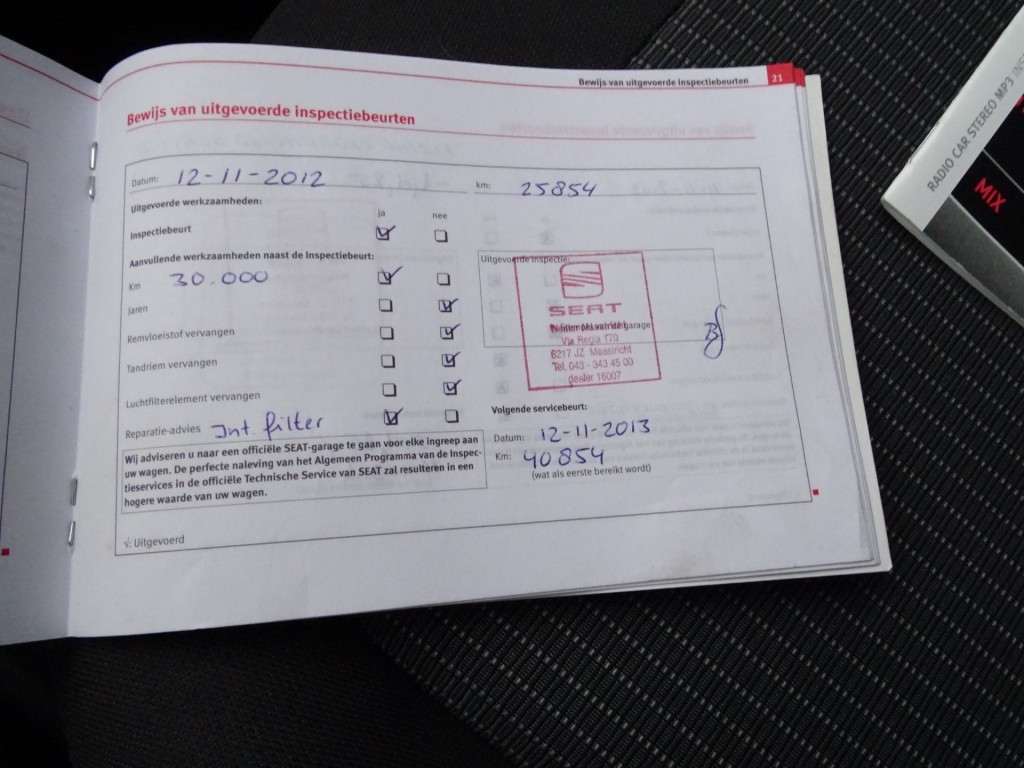 Bewijs van uitgevoerde inspectiebeurten 21
Bewijs van uitgevoerde inspectiebeurten
Datum: 12-11-2012 km: 25854
Uitgevoerde werkzaamheden:
ja nee
Inspectiebeurt
Aanvullende werkzaamheden naast de Inspectiebeurt:
Km 30.000
Jaren
Remvloeistof vervangen
Tandriem vervangen
Luchtfilterelement vervangen
Reparatie-advies Int. filter
Wij adviseren u naar een officiële SEAT-garage te gaan voor elke ingreep aan
uw wagen. De perfecte naleving van het Algemeen Programma van de Inspec-
tieservices in de officiële Technische Service van SEAT zal resulteren in een
hogere waarde van uw wagen.
√: Uitgevoerd
Uitgevoerde inspectie:
SEAT
Stempel van de garage
Via Regia 170
6217 JZ Maastricht
Tel. 043 - 343 45 00
dealer 16007
Volgende servicebeurt:
Datum: 12-11-2013
Km: 40854
(wat als eerste bereikt wordt)
RADIO CAR STEREO MP3
MIX